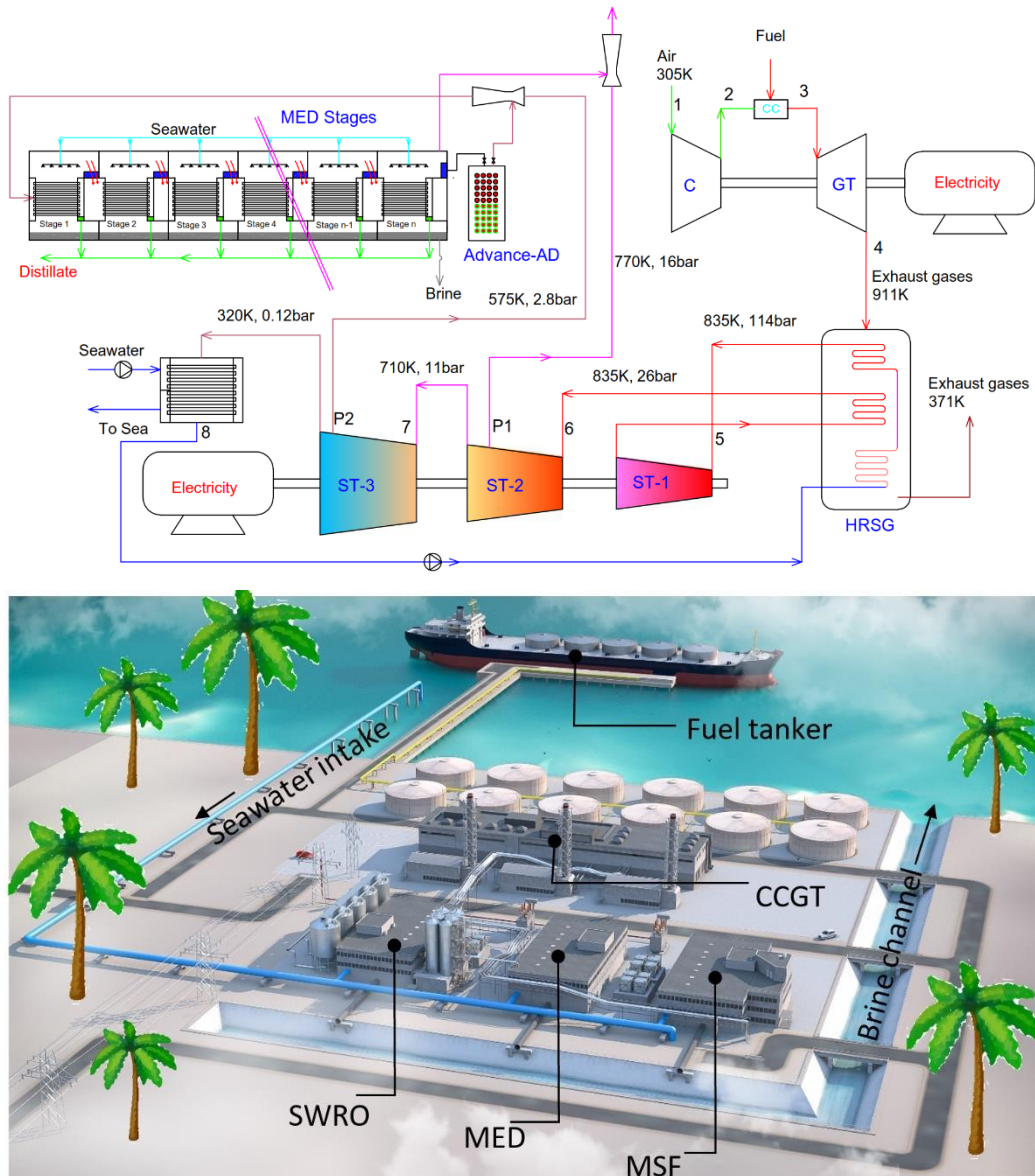 Fuel
Air
305K
1
2
CC
3
C
GT
Electricity
4
Exhaust gases
911K
MED Stages
Seawater
Stage 1
Stage 2
Stage 3
Stage 4
Stage n-1
Stage n
Advance-AD
Distillate
Brine
770K, 16bar
575K, 2.8bar
320K, 0.12bar
835K, 114bar
Seawater
710K, 11bar
835K, 26bar
Exhaust gases
371K
To Sea
8
P2
7
P1
6
5
Electricity
ST-3
ST-2
ST-1
HRSG
Fuel tanker
Seawater intake
CCGT
Brine channel
SWRO
MED
MSF